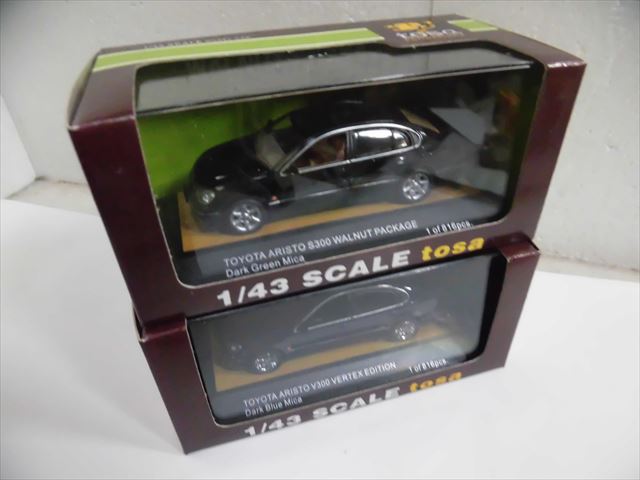 tosa
TOYOTA ARISTO S300 WALNUT PACKAGE
Dark Green Mica
1 of 816pcs.
1/43 SCALE tosa
TOYOTA ARISTO V300 VERTEX EDITION
Dark Blue Mica
1 of 816pcs.
1/43 SCALE tosa